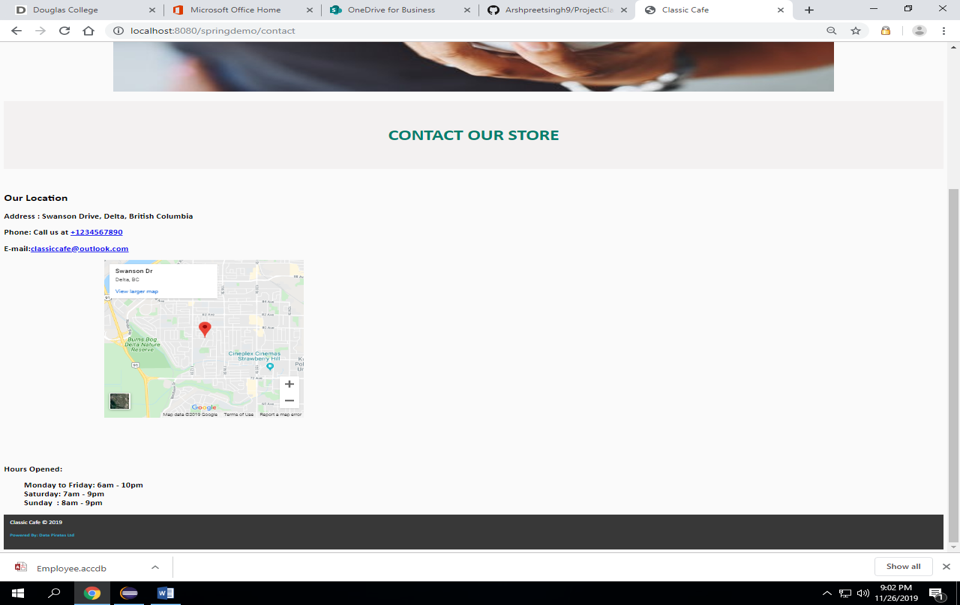 Douglas College
Microsoft Office Home
OneDrive for Business
Arshpreetsingh9/ProjectCla
Classic Cafe
localhost:8080/springdemo/contact
CONTACT OUR STORE
Our Location
Address : Swanson Drive, Delta, British Columbia
Phone: Call us at +1234567890
E-mail:classiccafe@outlook.com
Swanson Dr
Delta, BC
View larger map
Burns Bog
Delta Nature
Reserve
Cineplex Cinemas
Strawberry Hill
Google
Map data ©2019 Google Terms of Use Report a map error
Hours Opened:
Monday to Friday: 6am - 10pm
Saturday: 7am - 9pm
Sunday : 8am - 9pm
Classic Cafe © 2019
Powered By: Data Pirates Ltd
Employee.accdb
Show all
9:02 PM
11/26/2019